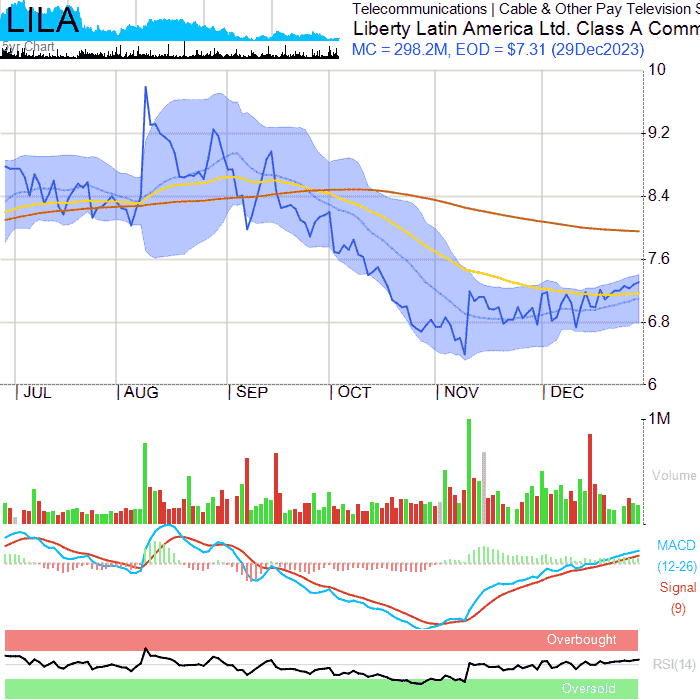 LILA
5yr Chart
Telecommunications | Cable & Other Pay Television S
Liberty Latin America Ltd. Class A Comm
MC = 298.2M, EOD = $7.31 (29Dec2023)
10
9.2
8.4
7.6
6.8
6
JUL AUG SEP OCT NOV DEC
1M
Volume
MACD
(12-26)
Signal
(9)
Overbought
RSI(14)
Oversold